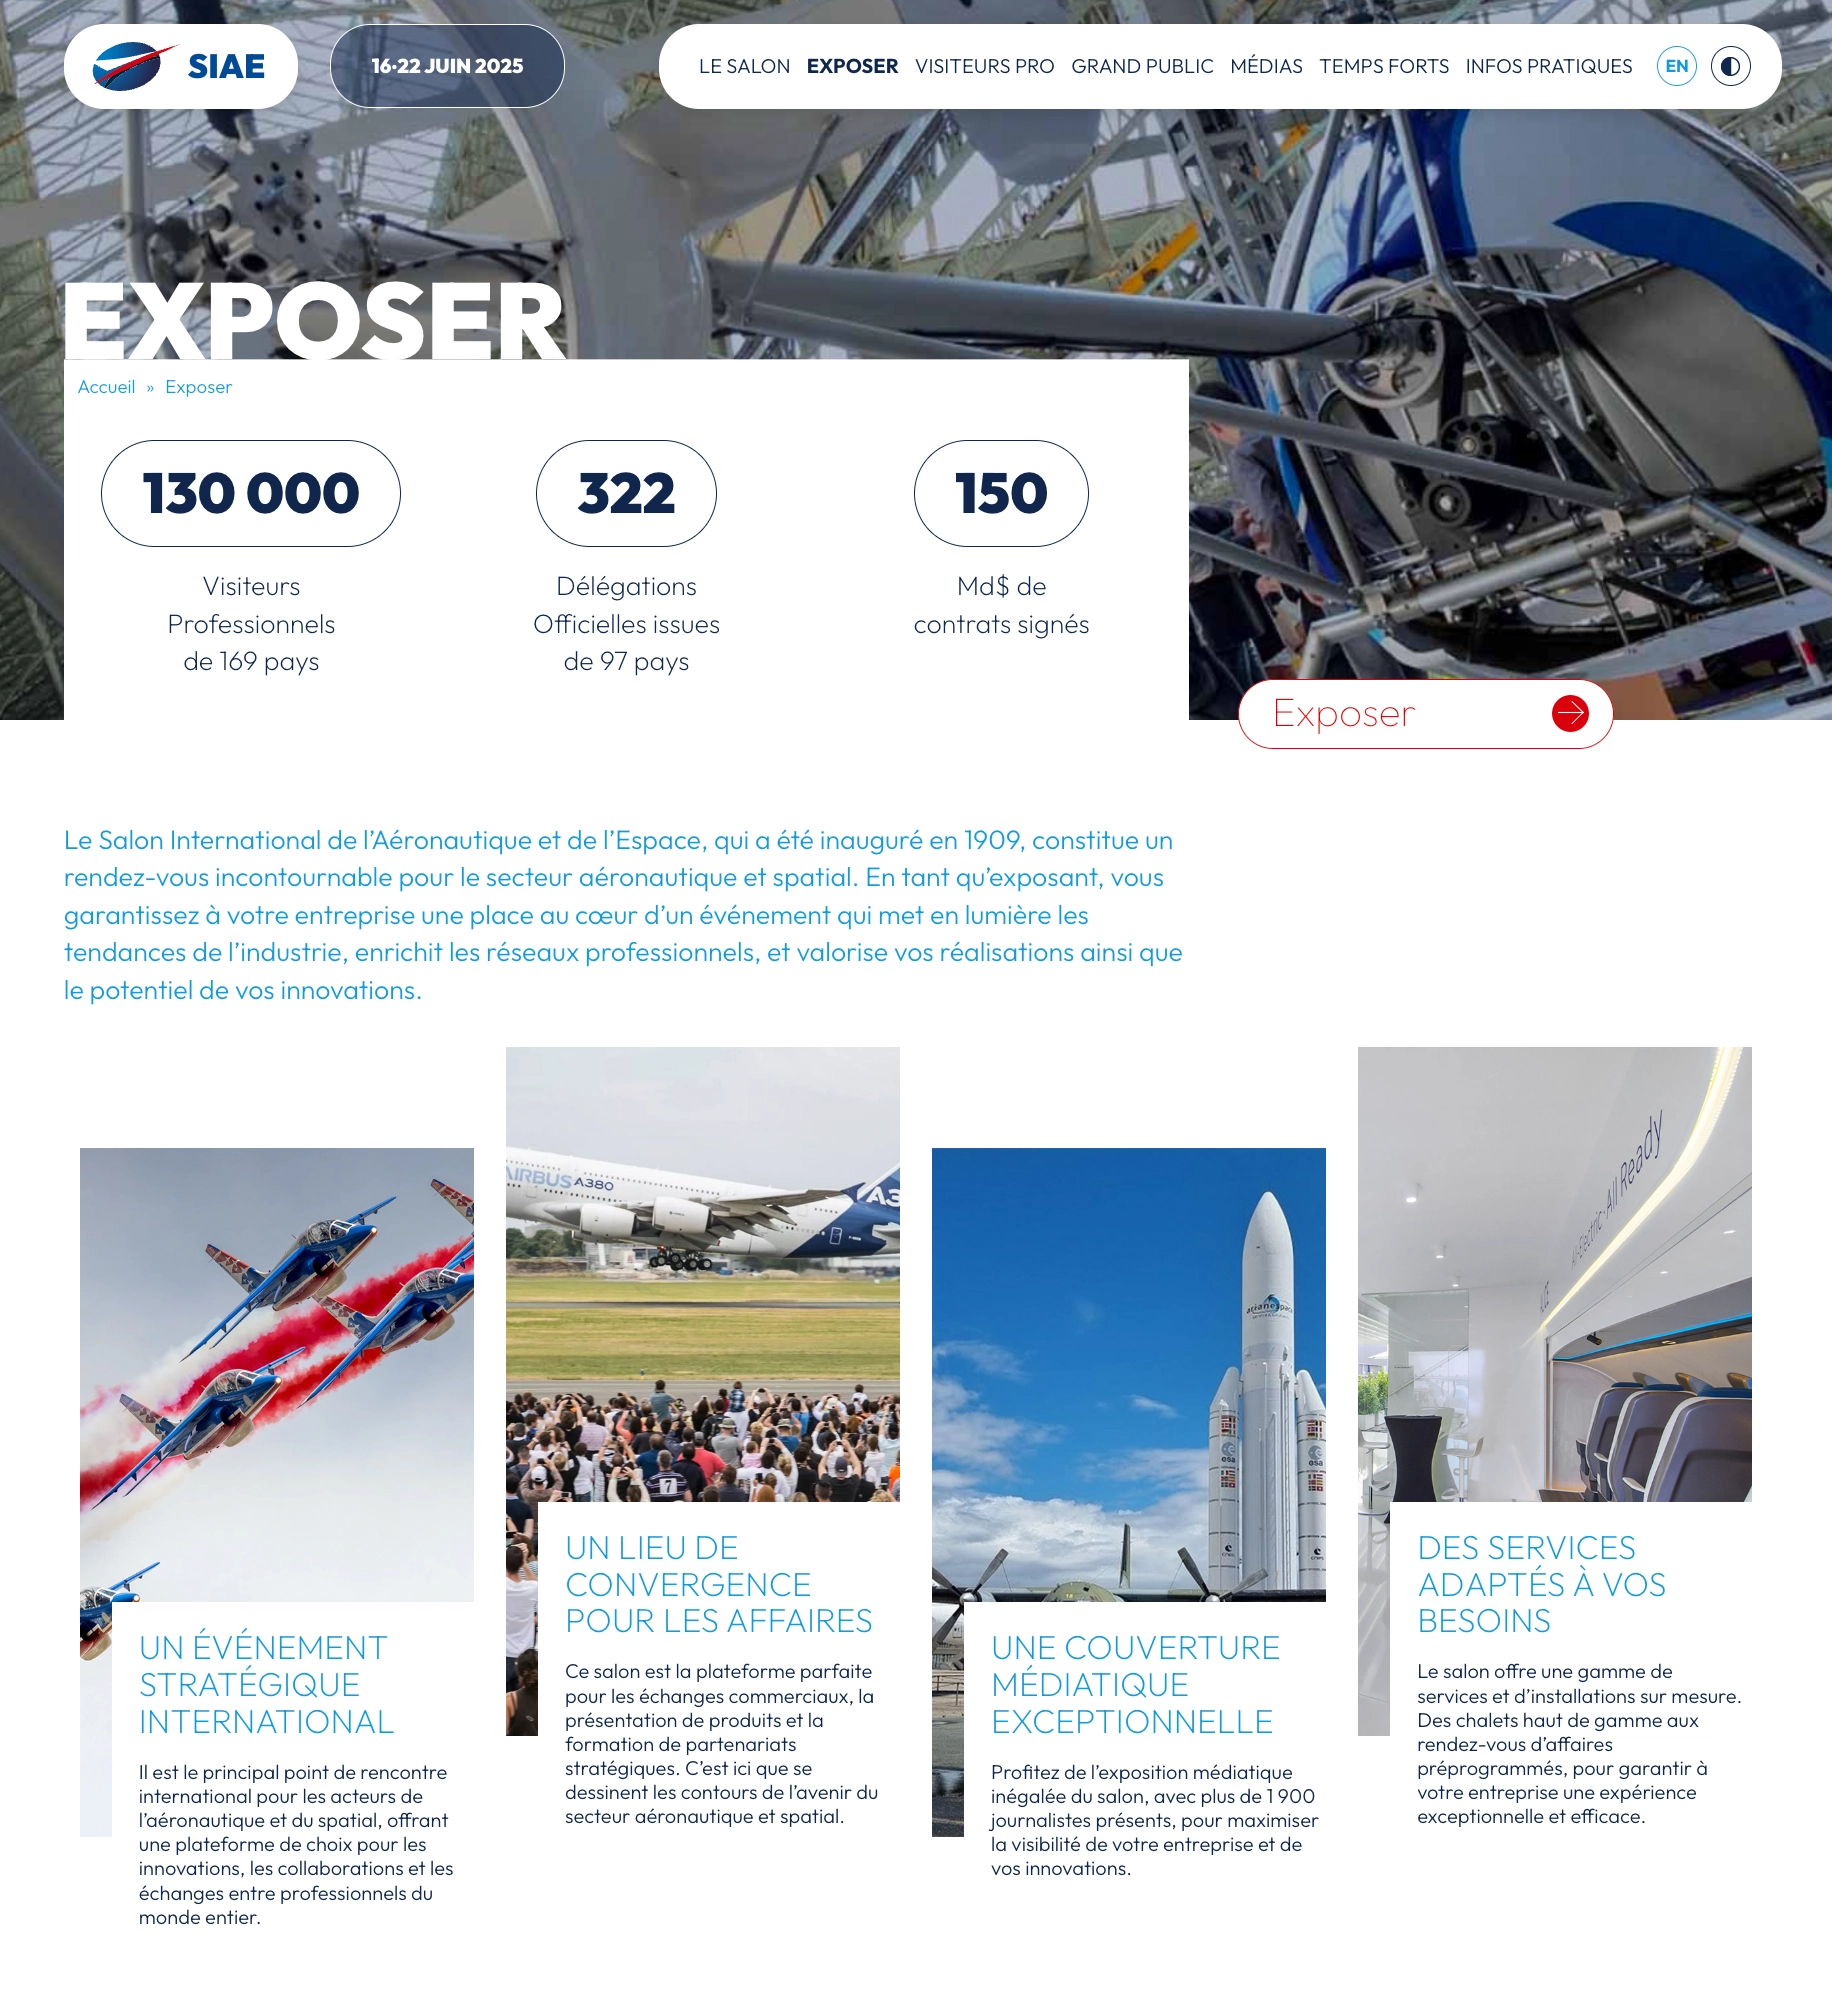 SIAE
16·22 JUIN 2025
LE SALON EXPOSER VISITEURS PRO GRAND PUBLIC MÉDIAS TEMPS FORTS INFOS PRATIQUES EN
EXPOSER
Accueil » Exposer
130 000
Visiteurs
Professionnels
de 169 pays
322
Délégations
Officielles issues
de 97 pays
150
Md$ de
contrats signés
Exposer
Le Salon International de l’Aéronautique et de l’Espace, qui a été inauguré en 1909, constitue un
rendez-vous incontournable pour le secteur aéronautique et spatial. En tant qu’exposant, vous
garantissez à votre entreprise une place au cœur d’un événement qui met en lumière les
tendances de l’industrie, enrichit les réseaux professionnels, et valorise vos réalisations ainsi que
le potentiel de vos innovations.
UN ÉVÉNEMENT
STRATÉGIQUE
INTERNATIONAL
Il est le principal point de rencontre
international pour les acteurs de
l’aéronautique et du spatial, offrant
une plateforme de choix pour les
innovations, les collaborations et les
échanges entre professionnels du
monde entier.
AIRBUS A380
A3
7
UN LIEU DE
CONVERGENCE
POUR LES AFFAIRES
Ce salon est la plateforme parfaite
pour les échanges commerciaux, la
présentation de produits et la
formation de partenariats
stratégiques. C’est ici que se
dessinent les contours de l’avenir du
secteur aéronautique et spatial.
arianespace
esa
esa
cnes
cnes
UNE COUVERTURE
MÉDIATIQUE
EXCEPTIONNELLE
Profitez de l’exposition médiatique
inégalée du salon, avec plus de 1 900
journalistes présents, pour maximiser
la visibilité de votre entreprise et de
vos innovations.
All-Electric · All Ready
DES SERVICES
ADAPTÉS À VOS
BESOINS
Le salon offre une gamme de
services et d’installations sur mesure.
Des chalets haut de gamme aux
rendez-vous d’affaires
préprogrammés, pour garantir à
votre entreprise une expérience
exceptionnelle et efficace.